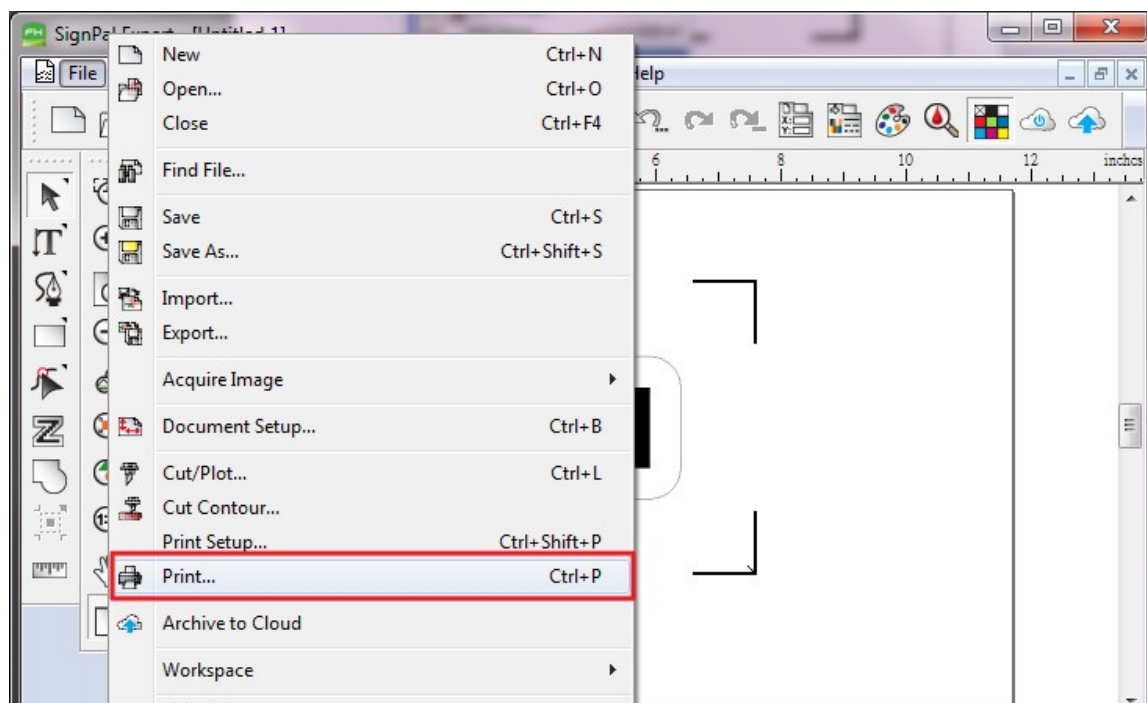 SignPal Expert - [Untitled-1]
File
Help
New Ctrl+N
Open... Ctrl+O
Close Ctrl+F4
Find File...
Save Ctrl+S
Save As... Ctrl+Shift+S
Import...
Export...
Acquire Image
Document Setup... Ctrl+B
Cut/Plot... Ctrl+L
Cut Contour...
Print Setup... Ctrl+Shift+P
Print... Ctrl+P
Archive to Cloud
Workspace
6 8 10 12 inches